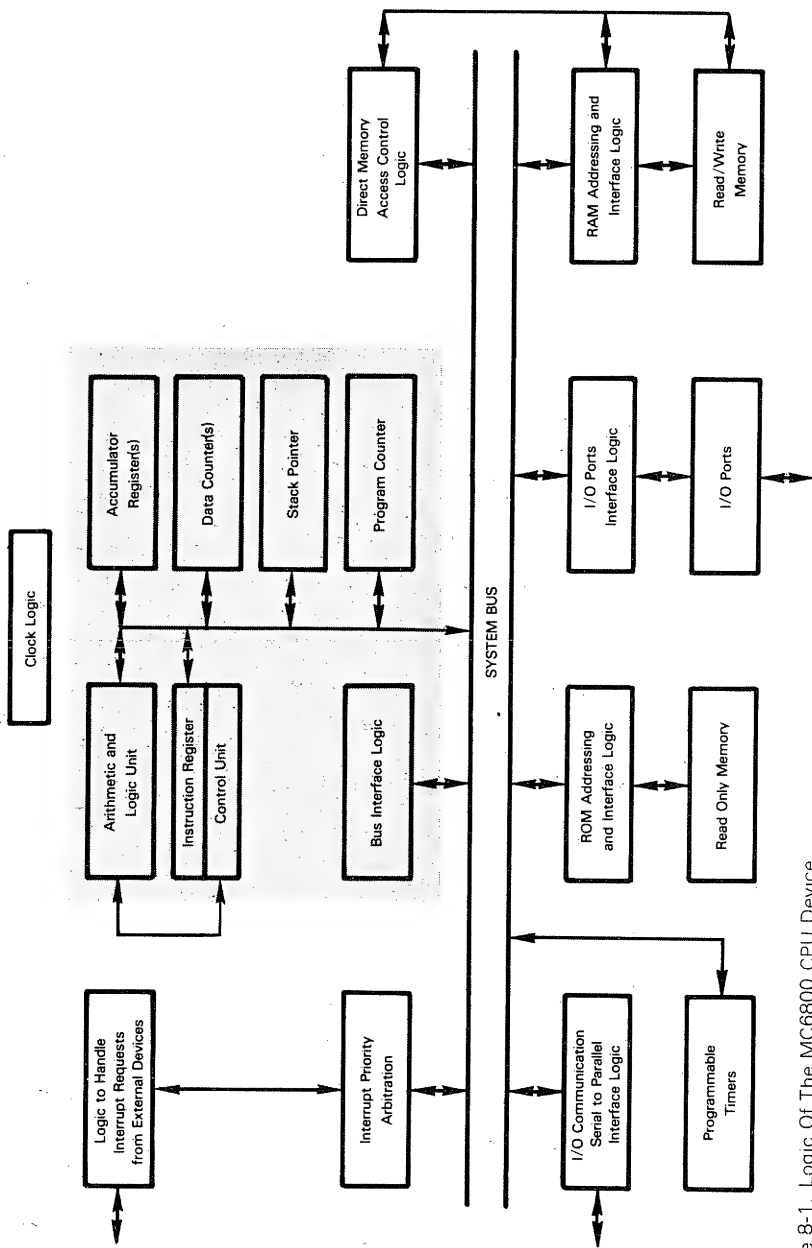 Clock Logic
Logic to Handle
Interrupt Requests
from External Devices
Arithmetic and
Logic Unit
Accumulator
Register(s)
Instruction Register
Control Unit
Data Counter(s)
Stack Pointer
Interrupt Priority
Arbitration
Bus Interface Logic
Program Counter
Direct Memory
Access Control
Logic
SYSTEM BUS
I/O Communication
Serial to Parallel
Interface Logic
ROM Addressing
and Interface Logic
I/O Ports
Interface Logic
RAM Addressing and
Interface Logic
Programmable
Timers
Read Only Memory
I/O Ports
Read/Write
Memory
e 8-1. Logic Of The MC6800 CPU Device